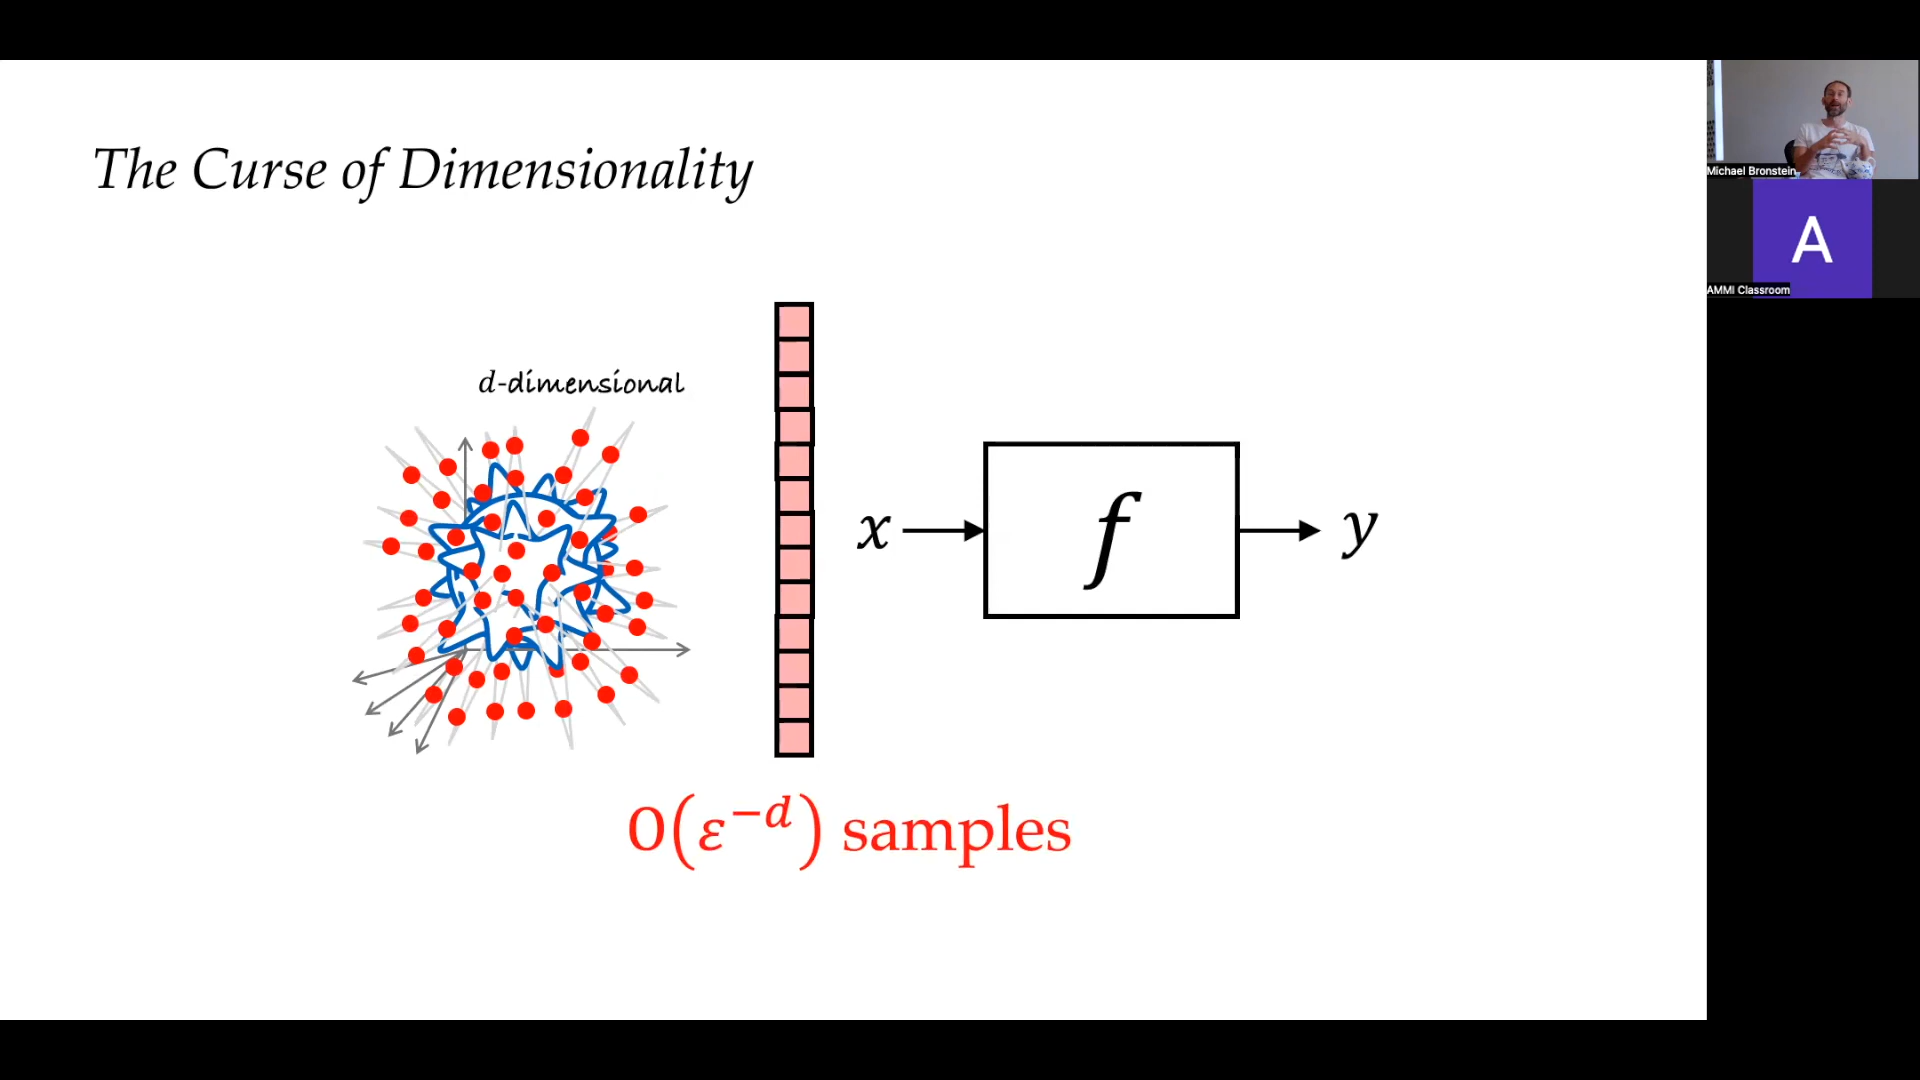 The Curse of Dimensionality
d-dimensional
x
f
y
O(ε⁻ᵈ) samples
Michael Bronstein
A
AMMI Classroom